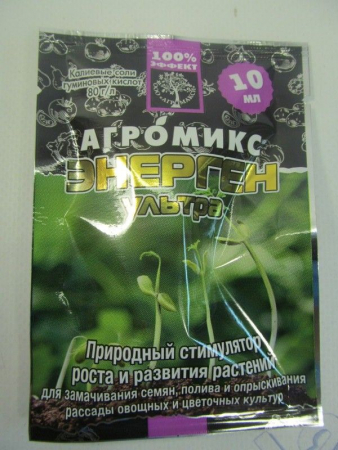 100%
ЭФФЕКТ
Калиевые соли
гуминовых кислот
80 г/л
10
МЛ
АГРОМИКС
ЭНЕРГЕН
ультра
Природный стимулятор
роста и развития растений
для замачивания семян, полива и опрыскивания
рассады овощных и цветочных культур